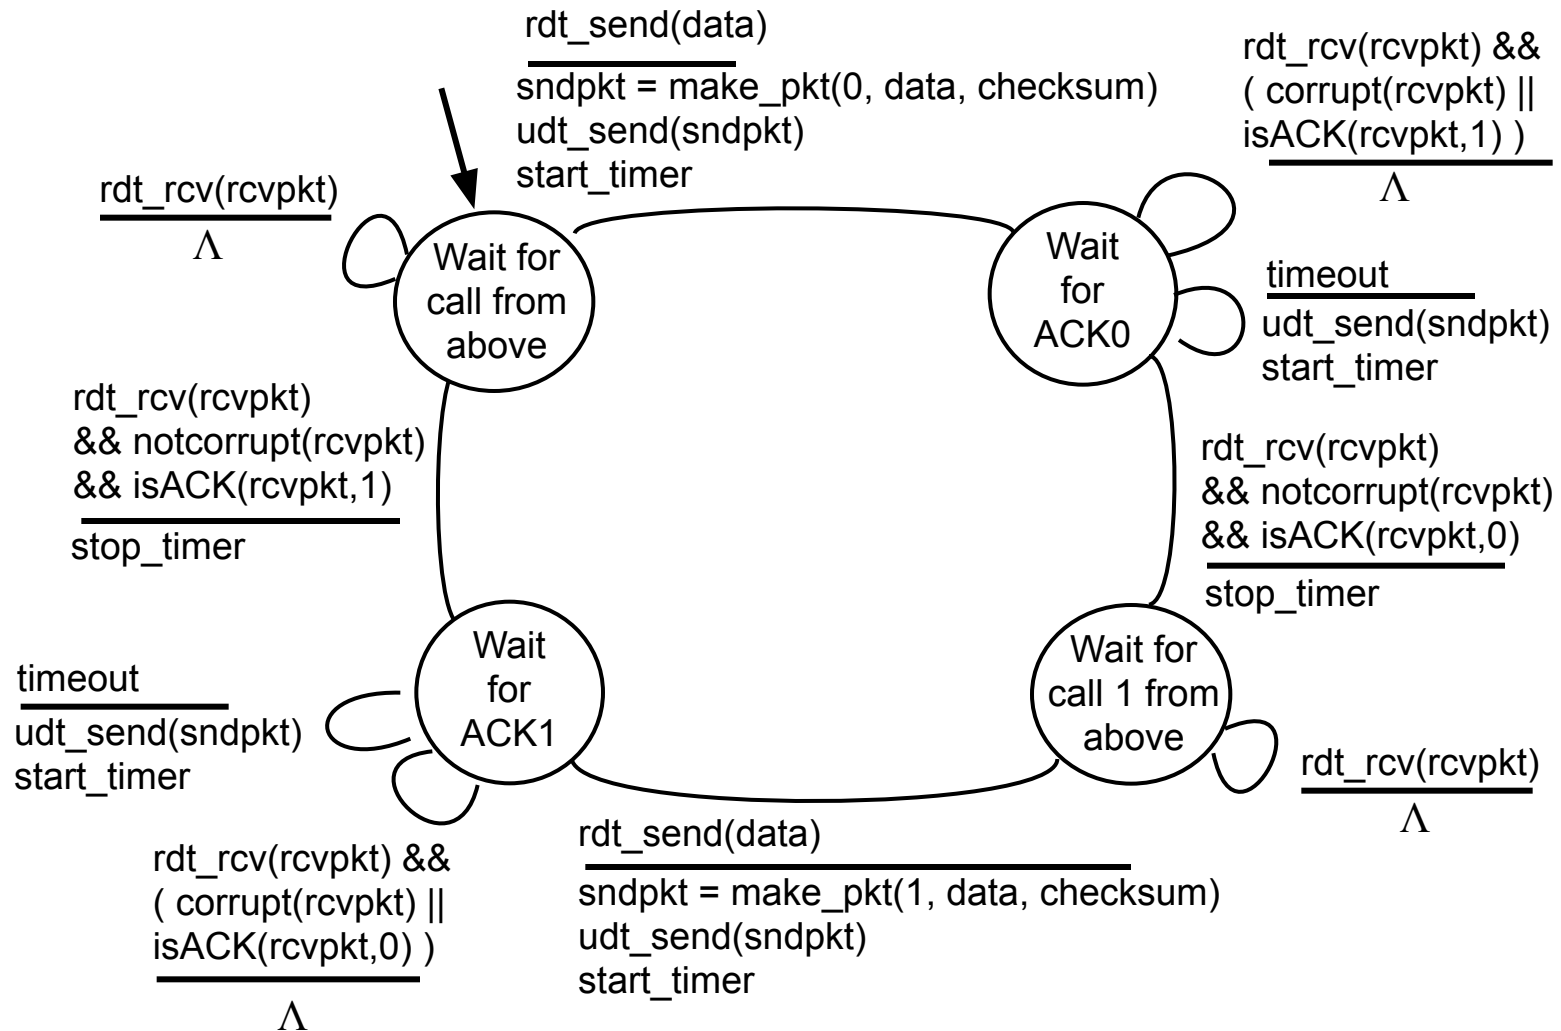 rdt_send(data)
sndpkt = make_pkt(0, data, checksum)
udt_send(sndpkt)
start_timer
rdt_rcv(rcvpkt) &&
( corrupt(rcvpkt) ||
isACK(rcvpkt,1) )
Λ
rdt_rcv(rcvpkt)
Λ
Wait for
call from
above
Wait
for
ACK0
timeout
udt_send(sndpkt)
start_timer
rdt_rcv(rcvpkt)
&& notcorrupt(rcvpkt)
&& isACK(rcvpkt,1)
stop_timer
rdt_rcv(rcvpkt)
&& notcorrupt(rcvpkt)
&& isACK(rcvpkt,0)
stop_timer
Wait
for
ACK1
Wait for
call 1 from
above
timeout
udt_send(sndpkt)
start_timer
rdt_rcv(rcvpkt)
Λ
rdt_rcv(rcvpkt) &&
( corrupt(rcvpkt) ||
isACK(rcvpkt,0) )
Λ
rdt_send(data)
sndpkt = make_pkt(1, data, checksum)
udt_send(sndpkt)
start_timer